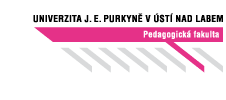 UNIVERZITA J. E. PURKYNĚ V ÚSTÍ NAD LABEM
Pedagogická fakulta